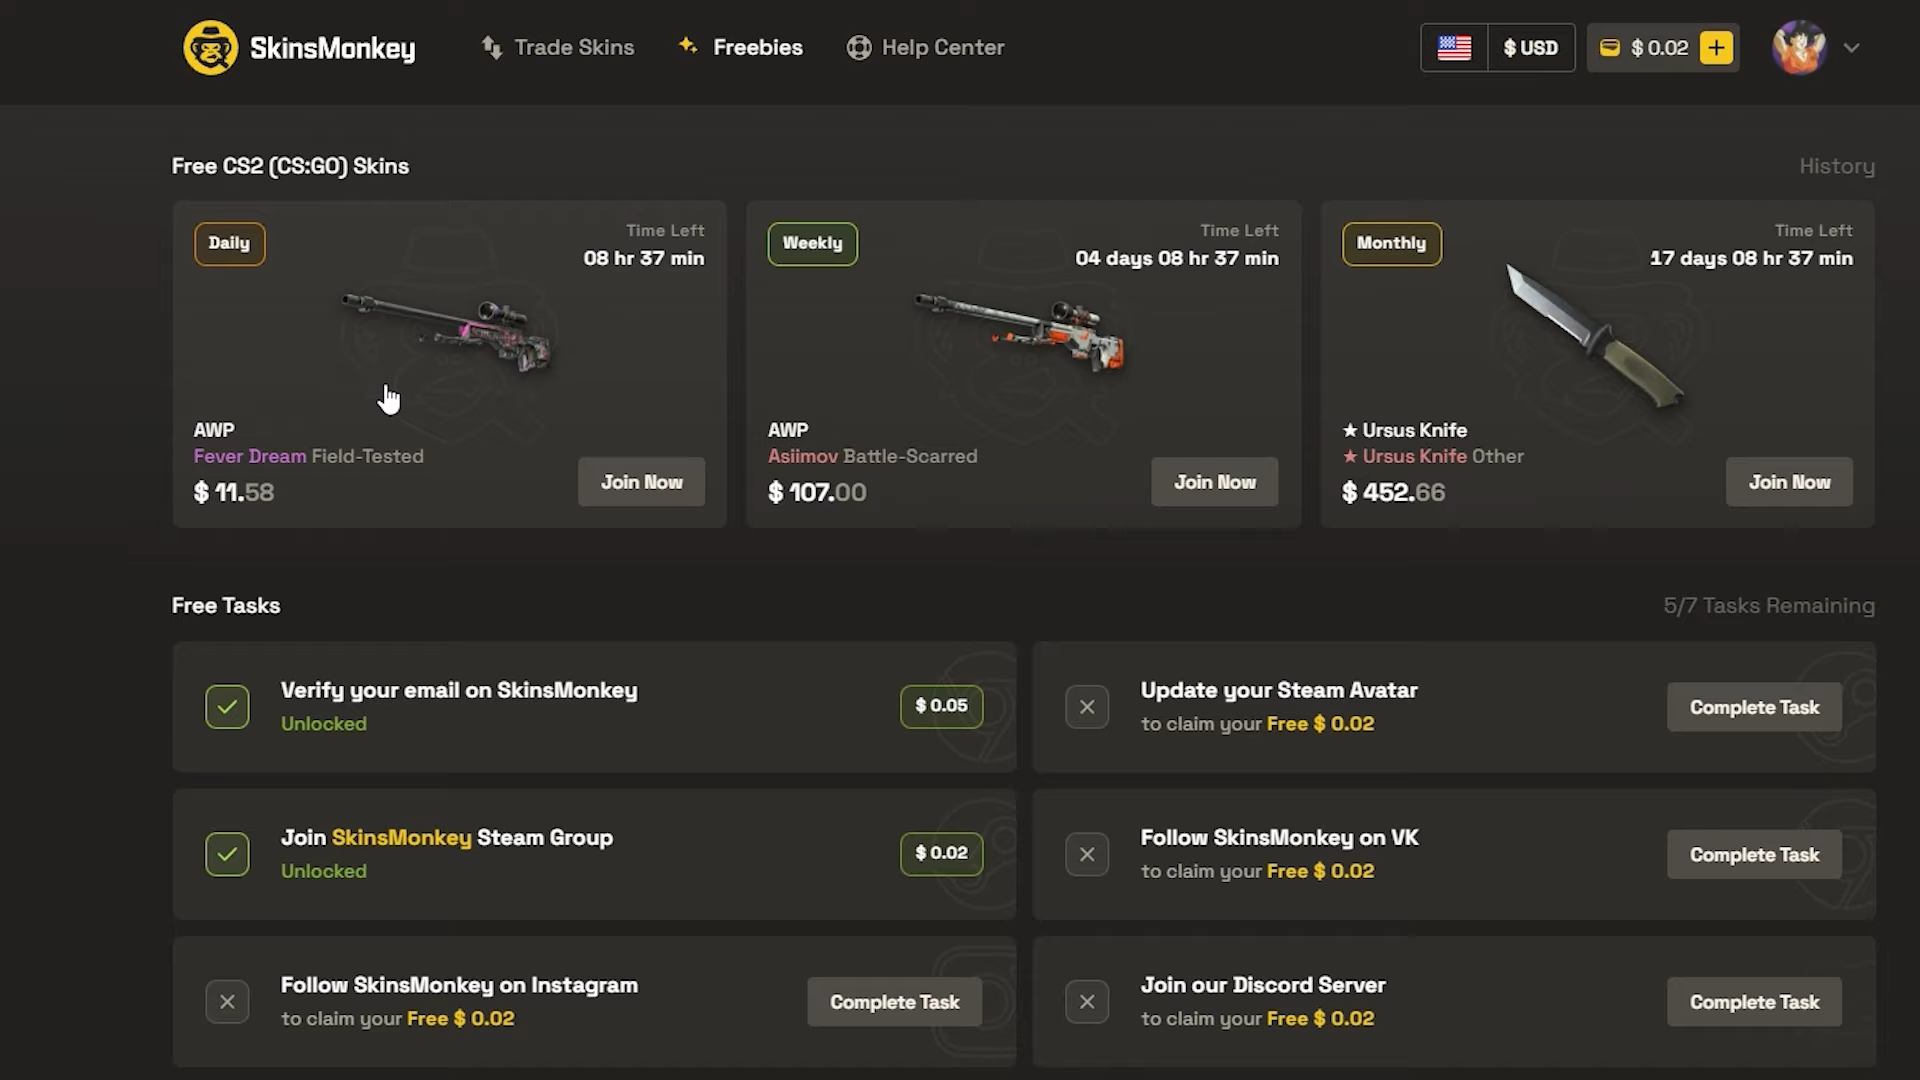 SkinsMonkey
Trade Skins
Freebies
Help Center
$ USD
$ 0.02
Free CS2 (CS:GO) Skins
History
Daily
Time Left
08 hr 37 min
AWP
Fever Dream Field-Tested
$ 11.58
Join Now
Weekly
Time Left
04 days 08 hr 37 min
AWP
Asiimov Battle-Scarred
$ 107.00
Join Now
Monthly
Time Left
17 days 08 hr 37 min
★ Ursus Knife
★ Ursus Knife Other
$ 452.66
Join Now
Free Tasks
5/7 Tasks Remaining
Verify your email on SkinsMonkey
Unlocked
$ 0.05
Update your Steam Avatar
to claim your Free $ 0.02
Complete Task
Join SkinsMonkey Steam Group
Unlocked
$ 0.02
Follow SkinsMonkey on VK
to claim your Free $ 0.02
Complete Task
Follow SkinsMonkey on Instagram
to claim your Free $ 0.02
Complete Task
Join our Discord Server
to claim your Free $ 0.02
Complete Task